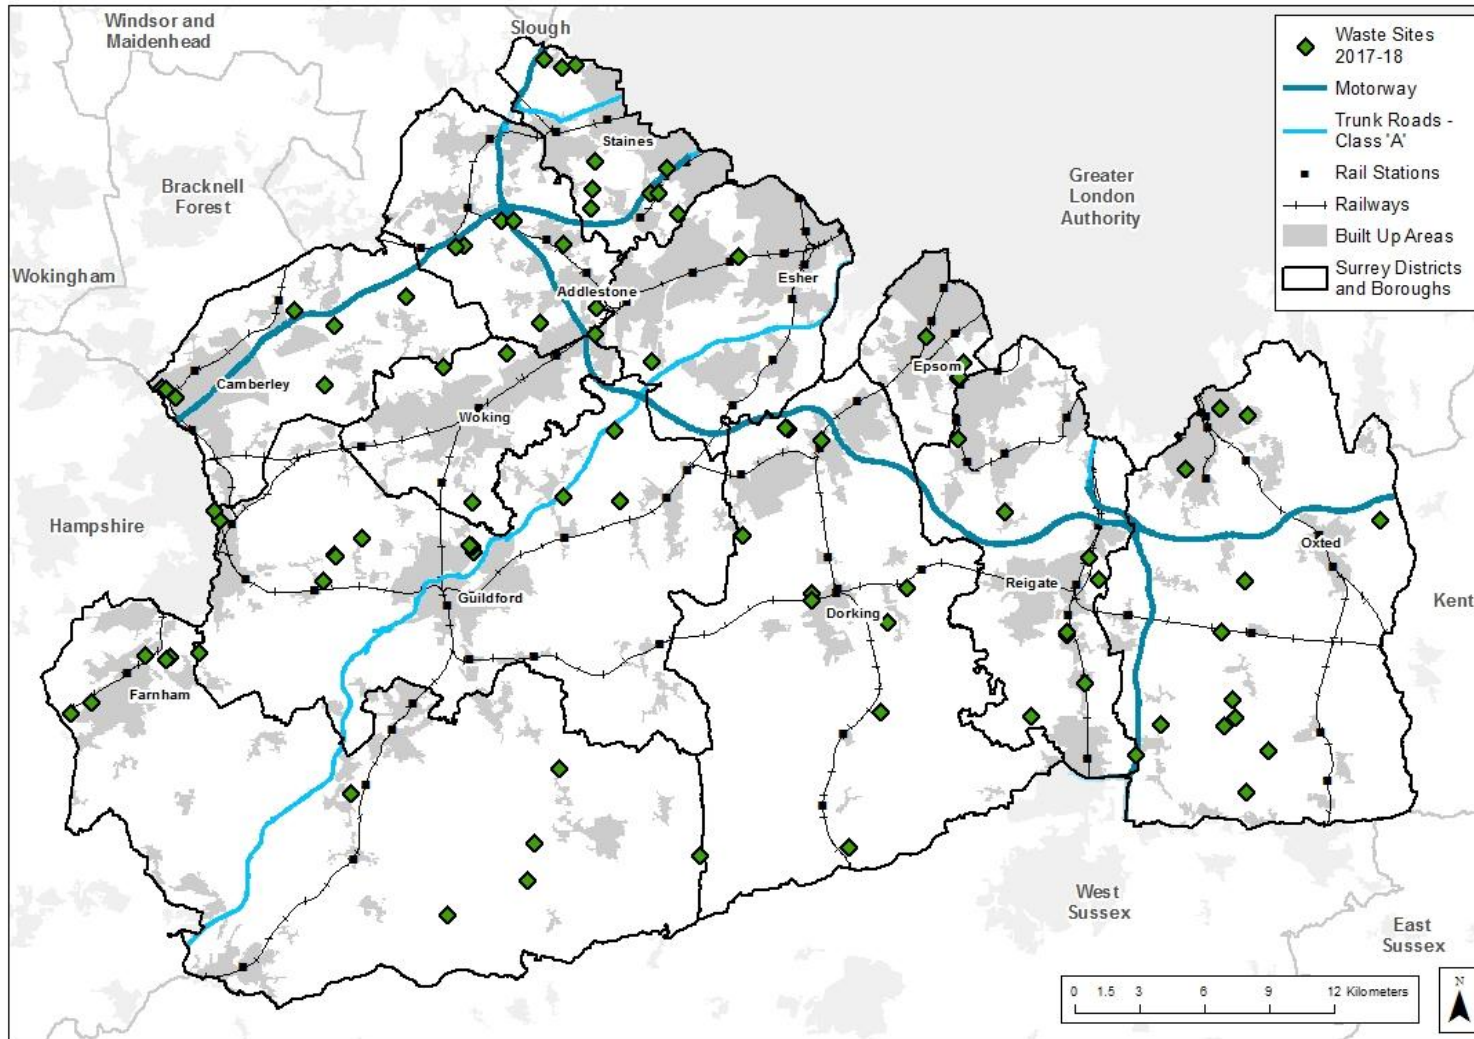 Windsor and
Maidenhead
Slough
Waste Sites
2017-18
Motorway
Trunk Roads -
Class 'A'
Rail Stations
Railways
Built Up Areas
Surrey Districts
and Boroughs
Staines
Bracknell
Forest
Greater
London
Authority
Wokingham
Addlestone
Esher
Camberley
Epsom
Woking
Hampshire
Oxted
Guildford
Dorking
Reigate
Kent
Farnham
West
Sussex
East
Sussex
0 1.5 3 6 9 12 Kilometers
N